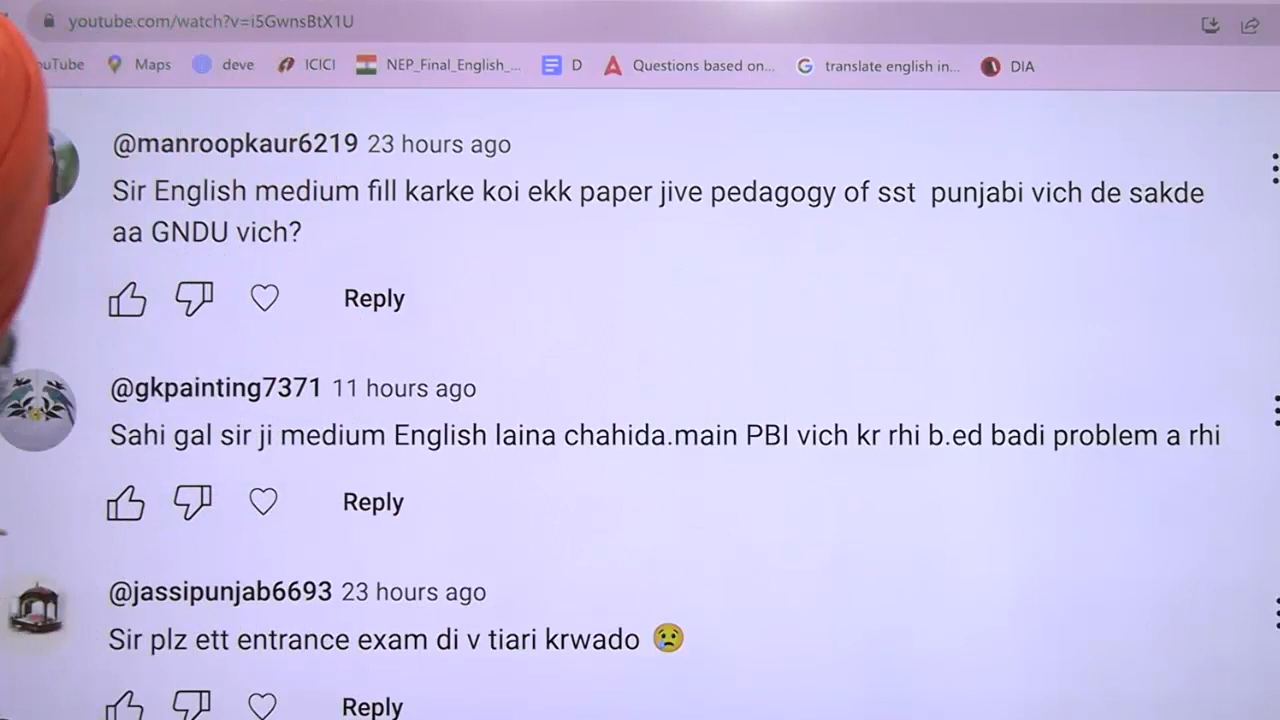 youtube.com/watch?v=i5GwnsBtX1U
ouTube Maps deve ICICI NEP_Final_English_... D Questions based on... translate english in... DIA
@manroopkaur6219 23 hours ago
Sir English medium fill karke koi ekk paper jive pedagogy of sst punjabi vich de sakde
aa GNDU vich?
Reply
@gkpainting7371 11 hours ago
Sahi gal sir ji medium English laina chahida.main PBI vich kr rhi b.ed badi problem a rhi
Reply
@jassipunjab6693 23 hours ago
Sir plz ett entrance exam di v tiari krwado 😢
Reply